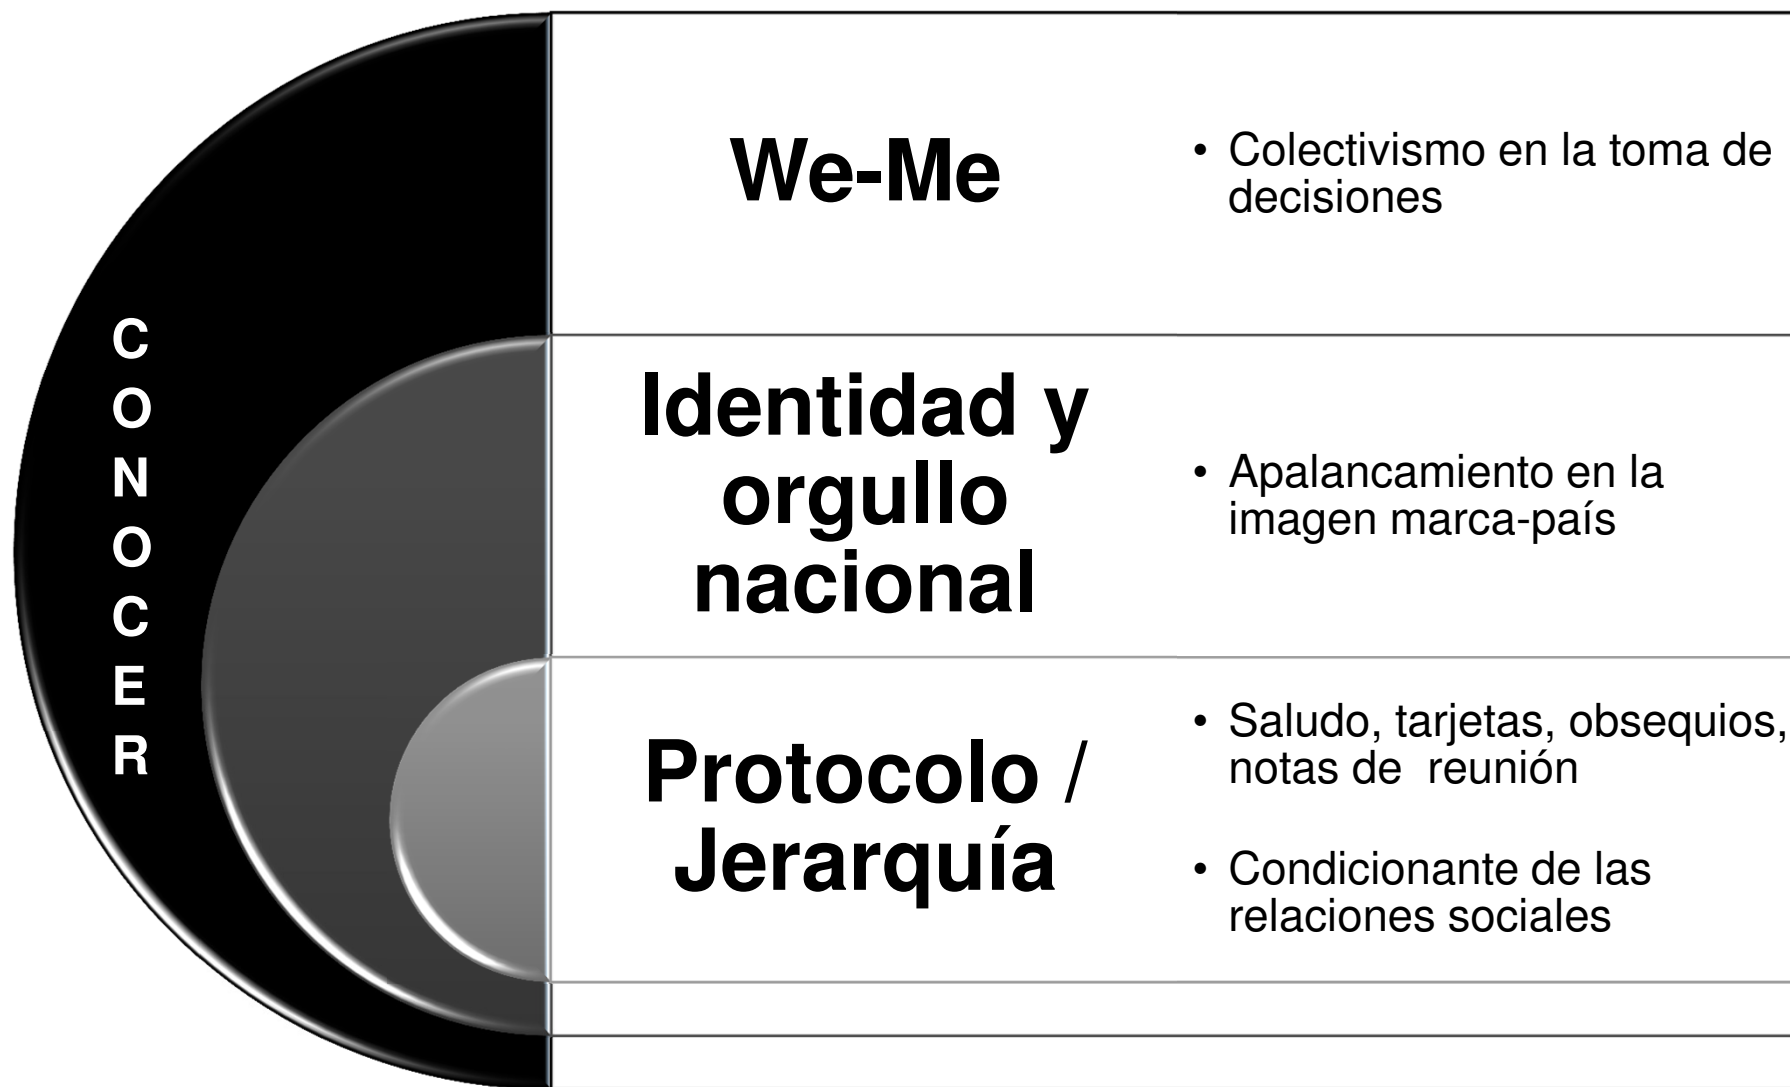 CONOCER
We-Me
• Colectivismo en la toma de
decisiones
Identidad y
orgullo
nacional
• Apalancamiento en la
imagen marca-país
Protocolo /
Jerarquía
• Saludo, tarjetas, obsequios,
notas de  reunión
• Condicionante de las
relaciones sociales